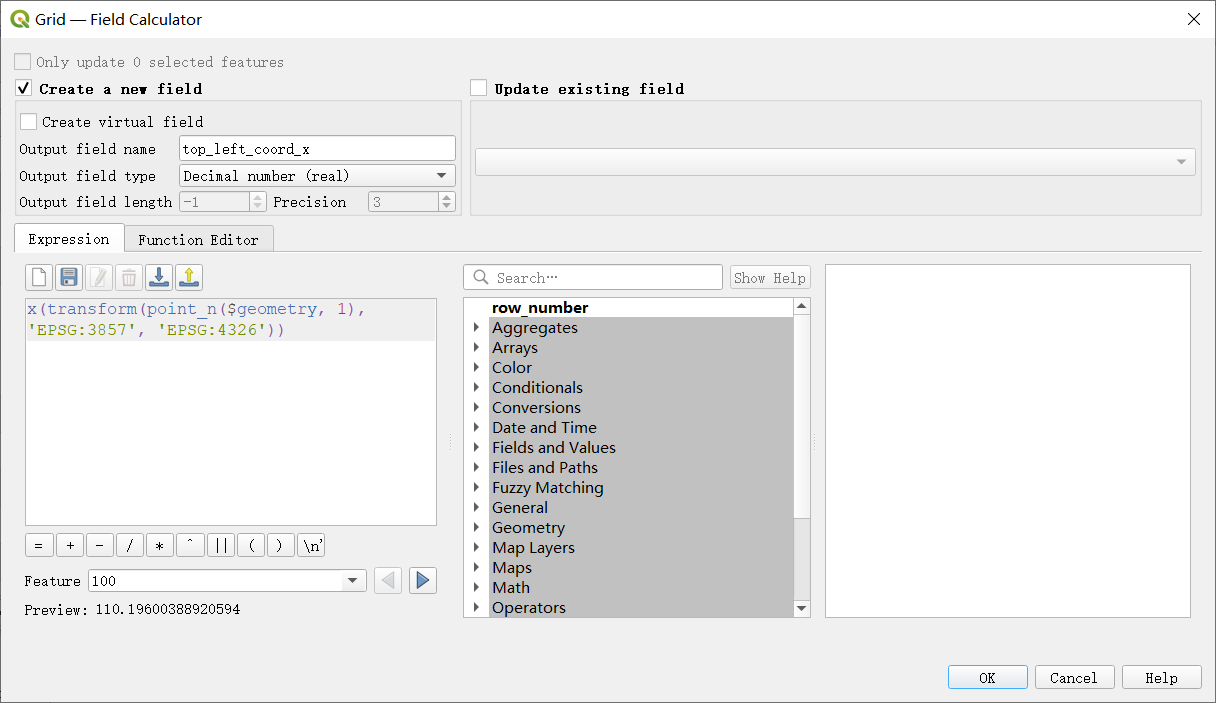 Grid — Field Calculator
Only update 0 selected features
Create a new field
Update existing field
Create virtual field
Output field name top_left_coord_x
Output field type Decimal number (real)
Output field length -1 Precision 3
Expression Function Editor
Search… Show Help
x(transform(point_n($geometry, 1),
'EPSG:3857', 'EPSG:4326'))
row_number
Aggregates
Arrays
Color
Conditionals
Conversions
Date and Time
Fields and Values
Files and Paths
Fuzzy Matching
General
Geometry
Map Layers
Maps
Math
Operators
= + - / * ^ || ( ) \n'
Feature 100
Preview: 110.19600388920594
OK Cancel Help